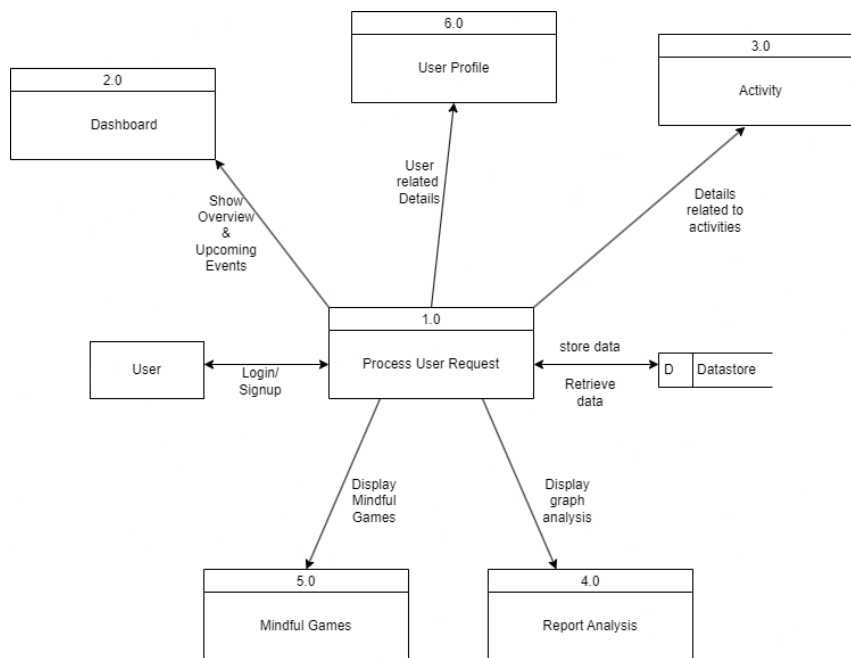 6.0
User Profile
3.0
Activity
2.0
Dashboard
User
related
Details
Details
related to
activities
Show
Overview
&
Upcoming
Events
1.0
Process User Request
User
Login/
Signup
store data
Retrieve
data
D
Datastore
Display
Mindful
Games
Display
graph
analysis
5.0
Mindful Games
4.0
Report Analysis